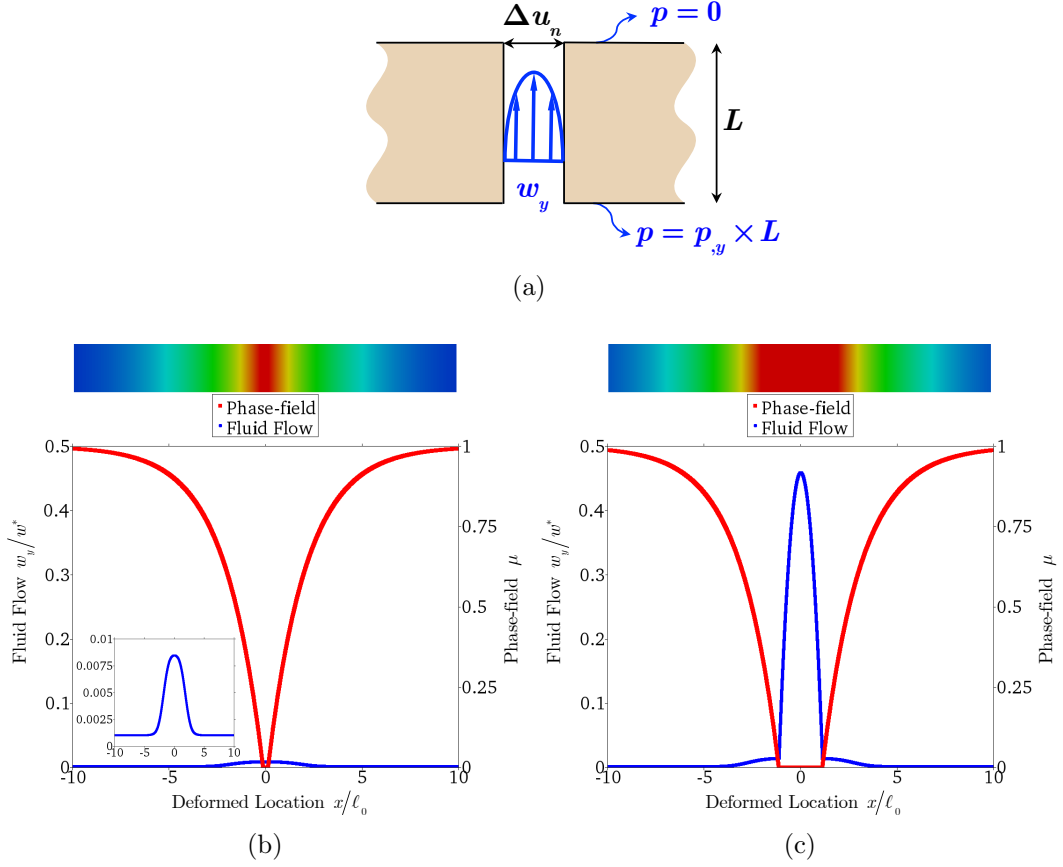 Δu_n
p = 0
L
w_y
p = p_{,y} × L
(a)
Phase-field
Fluid Flow
0.5
0.4
0.3
0.2
0.1
0
1
0.75
0.5
0.25
0
Fluid Flow w_y/w*
Phase-field μ
0.01
0.0075
0.005
0.0025
0
-10
-5
0
5
10
-10
-5
0
5
10
Deformed Location x/ℓ_0
(b)
Phase-field
Fluid Flow
0.5
0.4
0.3
0.2
0.1
0
1
0.75
0.5
0.25
0
Fluid Flow w_y/w*
Phase-field μ
-10
-5
0
5
10
Deformed Location x/ℓ_0
(c)